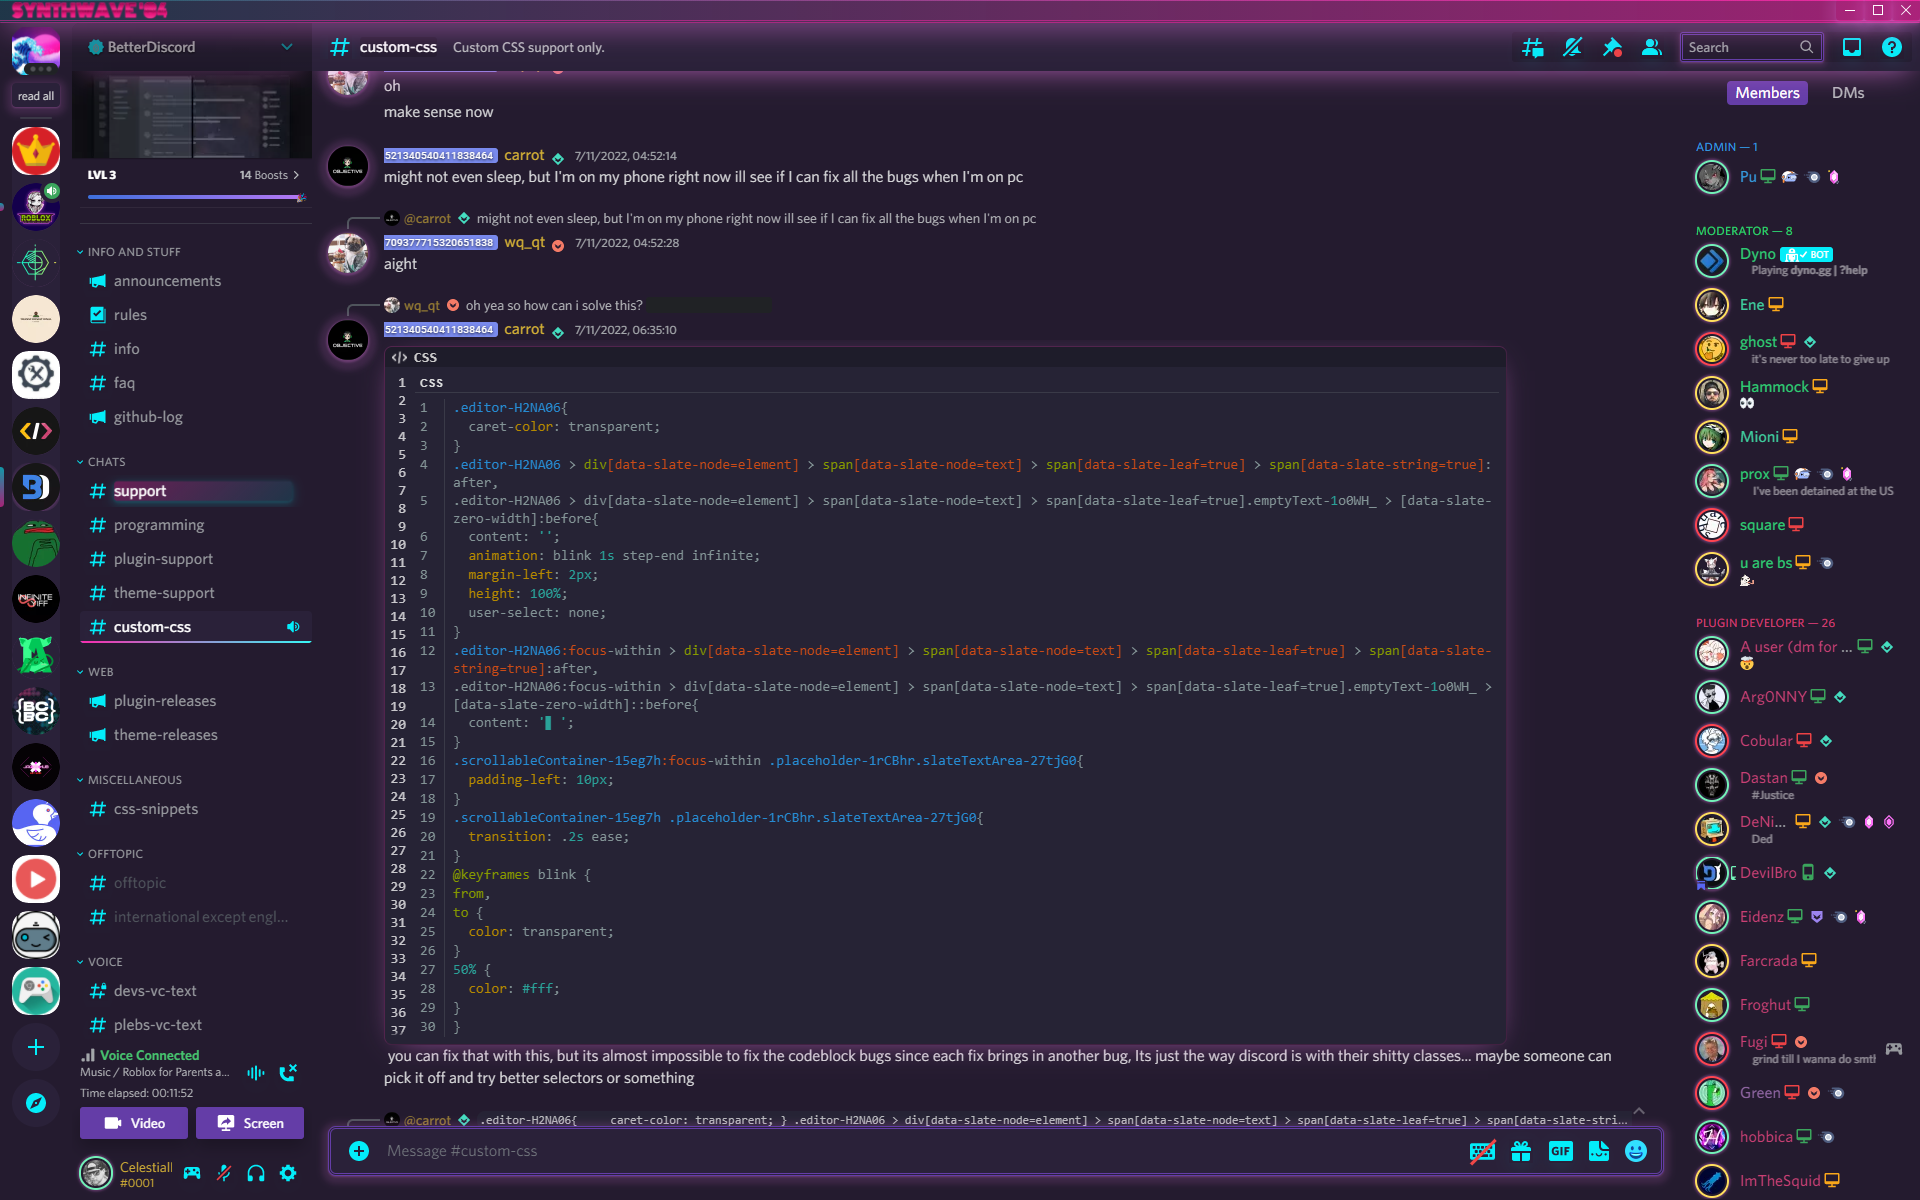 SYNTHWAVE'84
BetterDiscord
custom-css
Custom CSS support only.
Search
read all
LVL 3
14 Boosts
INFO AND STUFF
announcements
rules
info
faq
github-log
CHATS
support
programming
plugin-support
theme-support
custom-css
WEB
plugin-releases
theme-releases
MISCELLANEOUS
css-snippets
OFFTOPIC
offtopic
international except engl...
VOICE
devs-vc-text
plebs-vc-text
Voice Connected
Music / Roblox for Parents a...
Time elapsed: 00:11:52
Video
Screen
Celestiall
#0001
oh
make sense now
521340540411838464 carrot 7/11/2022, 04:52:14
might not even sleep, but I'm on my phone right now ill see if I can fix all the bugs when I'm on pc
@carrot might not even sleep, but I'm on my phone right now ill see if I can fix all the bugs when I'm on pc
709377715320651838 wq_qt 7/11/2022, 04:52:28
aight
wq_qt oh yea so how can i solve this?
521340540411838464 carrot 7/11/2022, 06:35:10
</> CSS
CSS
1 .editor-H2NA06{
2 caret-color: transparent;
3 }
4 .editor-H2NA06 > div[data-slate-node=element] > span[data-slate-node=text] > span[data-slate-leaf=true] > span[data-slate-string=true]:
after,
5 .editor-H2NA06 > div[data-slate-node=element] > span[data-slate-node=text] > span[data-slate-leaf=true].emptyText-1o0WH_ > [data-slate-
zero-width]:before{
6 content: '';
7 animation: blink 1s step-end infinite;
8 margin-left: 2px;
9 height: 100%;
10 user-select: none;
11 }
12 .editor-H2NA06:focus-within > div[data-slate-node=element] > span[data-slate-node=text] > span[data-slate-leaf=true] > span[data-slate-
string=true]:after,
13 .editor-H2NA06:focus-within > div[data-slate-node=element] > span[data-slate-node=text] > span[data-slate-leaf=true].emptyText-1o0WH_ >
[data-slate-zero-width]::before{
14 content: '▋ ';
15 }
16 .scrollableContainer-15eg7h:focus-within .placeholder-1rCBhr.slateTextArea-27tjG0{
17 padding-left: 10px;
18 }
19 .scrollableContainer-15eg7h .placeholder-1rCBhr.slateTextArea-27tjG0{
20 transition: .2s ease;
21 }
22 @keyframes blink {
23 from,
24 to {
25 color: transparent;
26 }
27 50% {
28 color: #fff;
29 }
30 }
1
2
3
4
5
6
7
8
9
10
11
12
13
14
15
16
17
18
19
20
21
22
23
24
25
26
27
28
29
30
31
32
33
34
35
36
37
you can fix that with this, but its almost impossible to fix the codeblock bugs since each fix brings in another bug, Its just the way discord is with their shitty classes... maybe someone can
pick it off and try better selectors or something
@carrot .editor-H2NA06{ caret-color: transparent; } .editor-H2NA06 > div[data-slate-node=element] > span[data-slate-node=text] > span[data-slate-leaf=true] > span[data-slate-stri...
Message #custom-css
GIF
Members
DMs
ADMIN — 1
Pu
MODERATOR — 8
Dyno BOT
Playing dyno.gg | ?help
Ene
ghost
it's never too late to give up
Hammock
Mioni
prox
I've been detained at the US
square
u are bs
PLUGIN DEVELOPER — 26
A user (dm for ...
Arg0NNY
Cobular
Dastan
#Justice
DeNi...
Ded
DevilBro
Eidenz
Farcrada
Froghut
Fugi
grind till I wanna do smth
Green
hobbica
ImTheSquid
ROBLOX
OBJECTIVE
OBJECTIVE
INFINITE
BC
BC